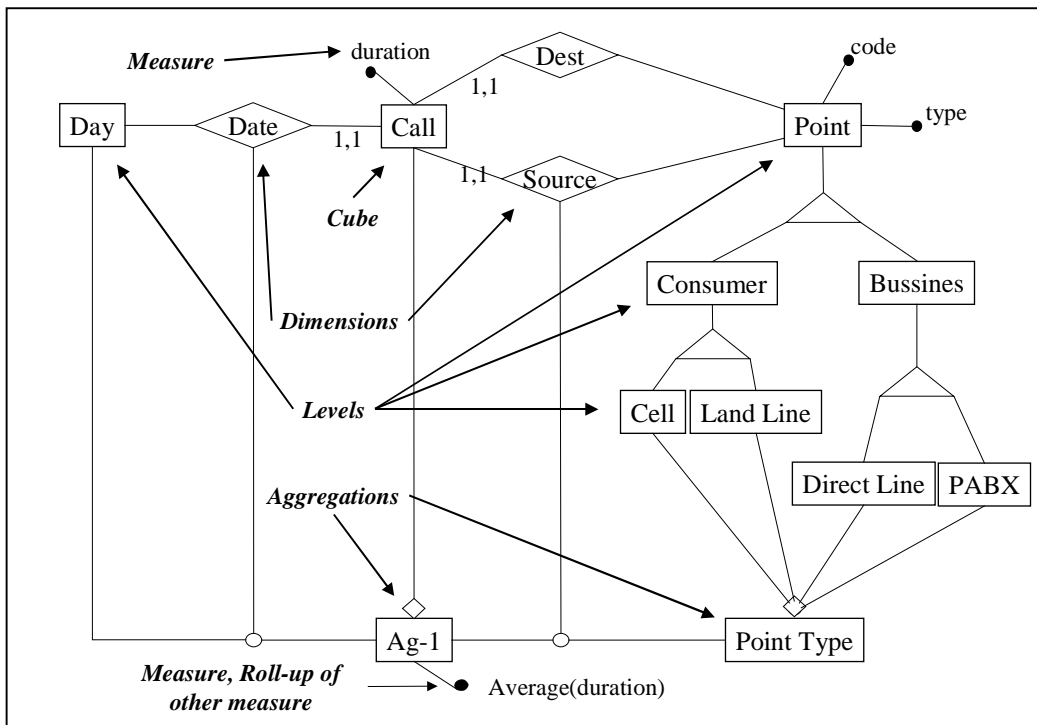 code
duration
Measure
Dest
type
1,1
Day
Date
Call
Point
1,1
1,1
Source
Cube
Consumer
Bussines
Dimensions
Levels
Cell
Land Line
Direct Line
PABX
Aggregations
Ag-1
Point Type
Measure, Roll-up of
other measure
Average(duration)